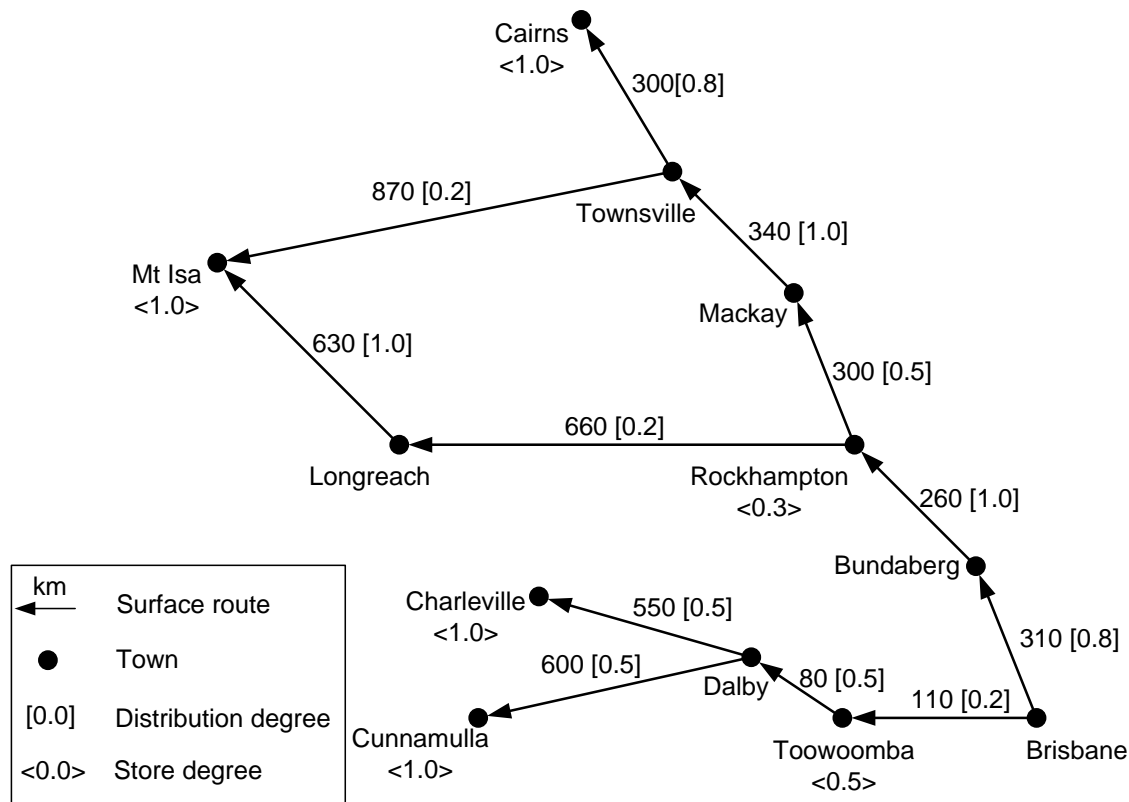 Cairns
<1.0>
300[0.8]
870 [0.2]
Townsville
340 [1.0]
Mt Isa
<1.0>
Mackay
630 [1.0]
300 [0.5]
660 [0.2]
Longreach
Rockhampton
<0.3>
260 [1.0]
Bundaberg
310 [0.8]
Charleville
<1.0>
550 [0.5]
600 [0.5]
Dalby
80 [0.5]
110 [0.2]
Cunnamulla
<1.0>
Toowoomba
<0.5>
Brisbane
km
Surface route
Town
[0.0] Distribution degree
<0.0> Store degree